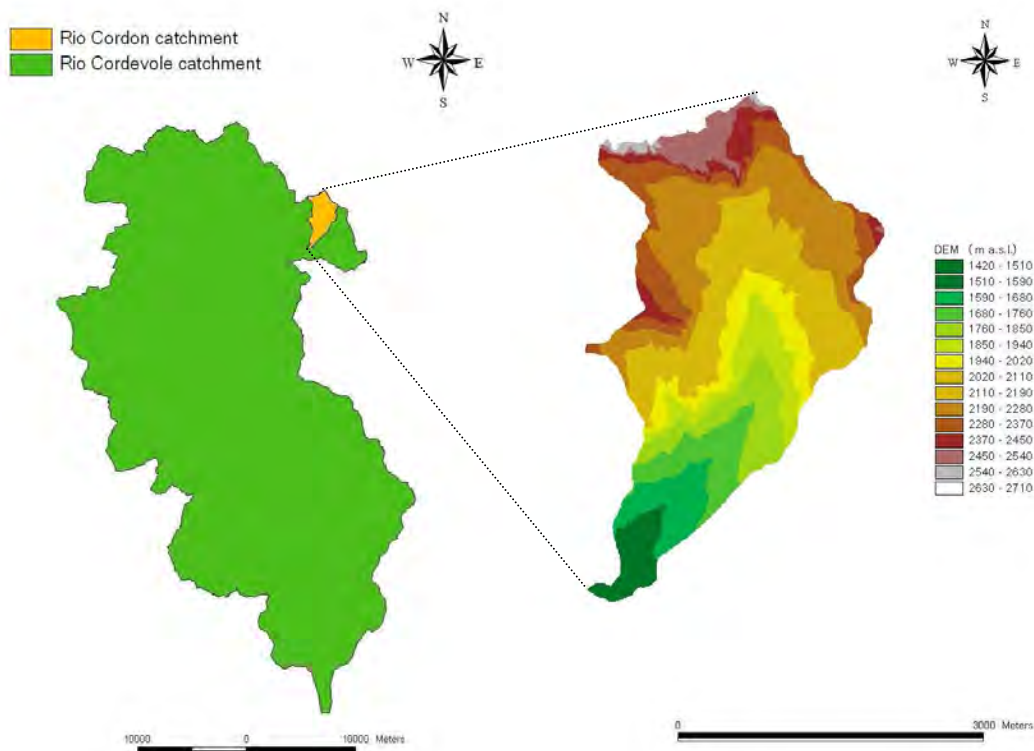 Rio Cordon catchment
Rio Cordevole catchment
N
W E
S
N
W E
S
DEM (m a.s.l.)
1420 - 1510
1510 - 1590
1590 - 1680
1680 - 1760
1760 - 1850
1850 - 1940
1940 - 2020
2020 - 2110
2110 - 2190
2190 - 2280
2280 - 2370
2370 - 2450
2450 - 2540
2540 - 2630
2630 - 2710
10000 0 10000 Meters
0 3000 Meters